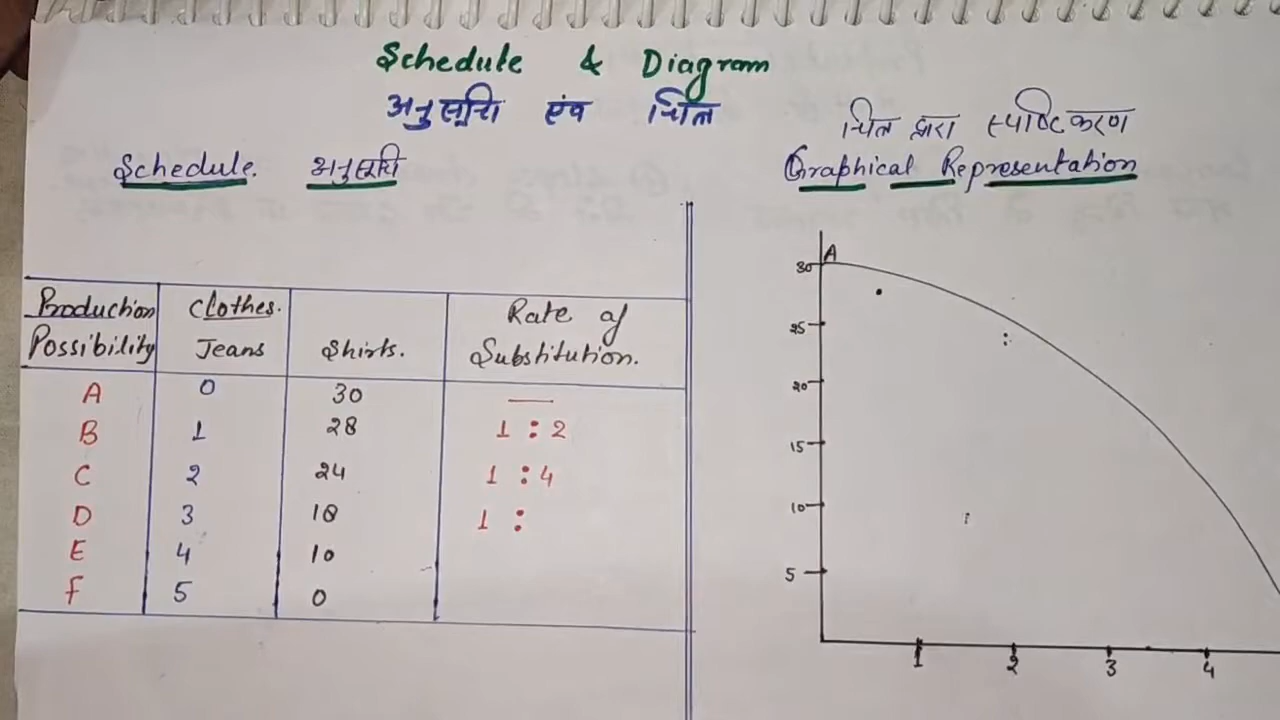 Schedule & Diagram
अनुसूचि एंव चित्र
Schedule. अनुसूचि
Production Possibility | Clothes. Jeans | Shirts. | Rate of Substitution.
A 0 30 —
B 1 28 1 : 2
C 2 24 1 : 4
D 3 18 1 :
E 4 10
F 5 0
चित्र द्वारा स्पष्टिकरण
Graphical Representation
A
30
25
20
15
10
5
1 2 3 4